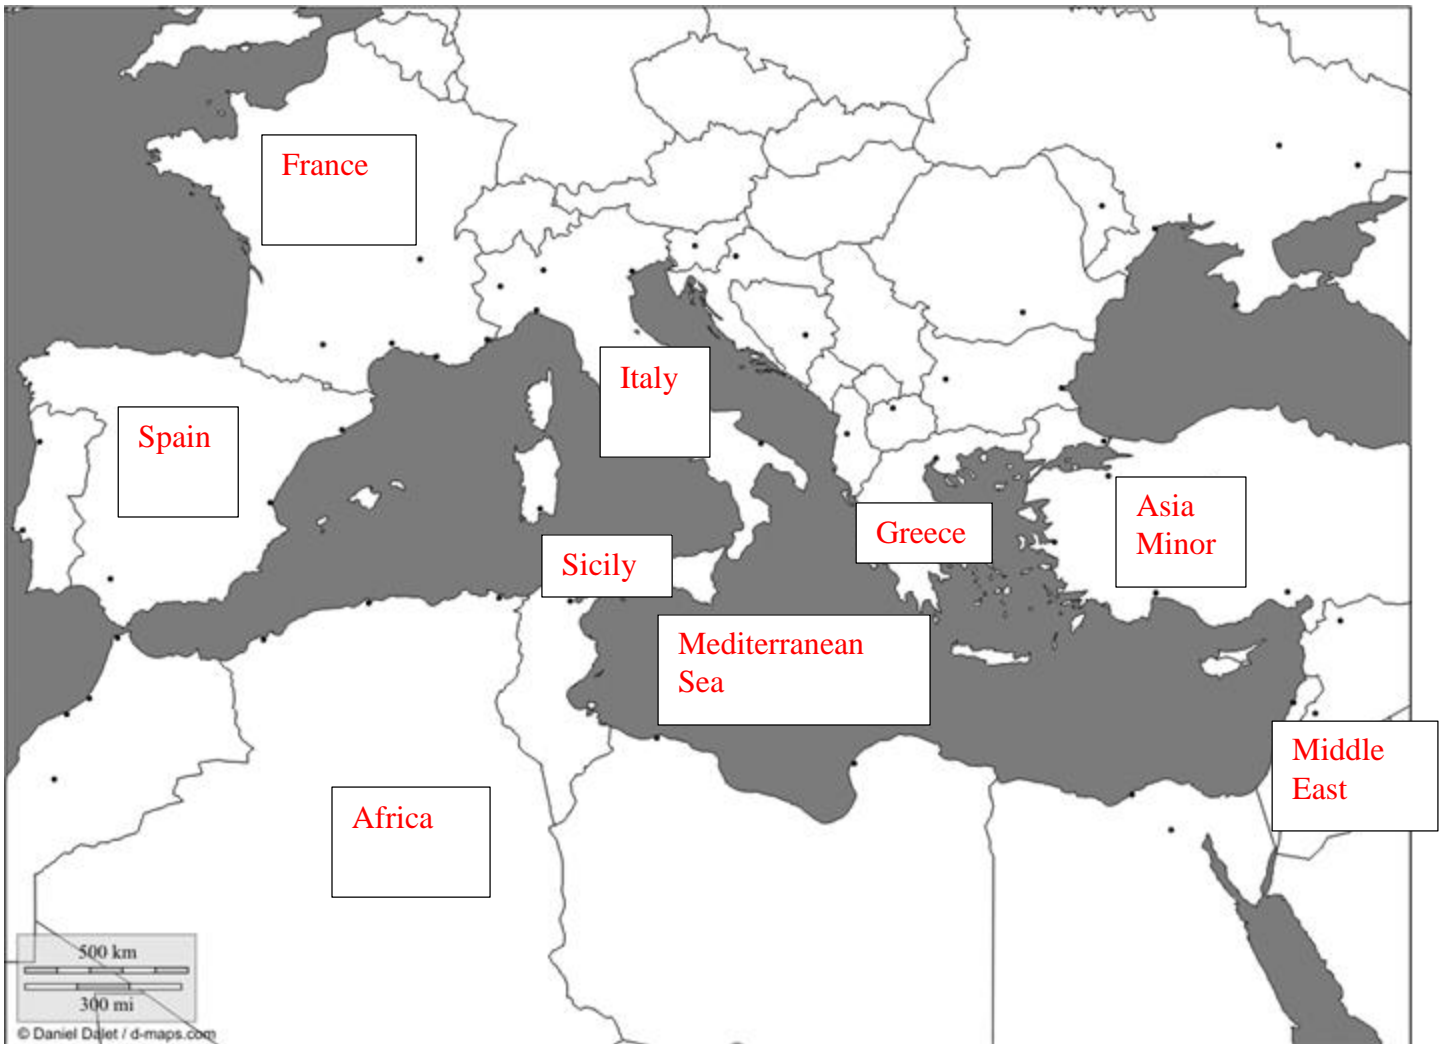 France
Italy
Spain
Asia
Minor
Greece
Sicily
Mediterranean
Sea
Middle
East
Africa
500 km
300 mi
© Daniel Dalet / d-maps.com